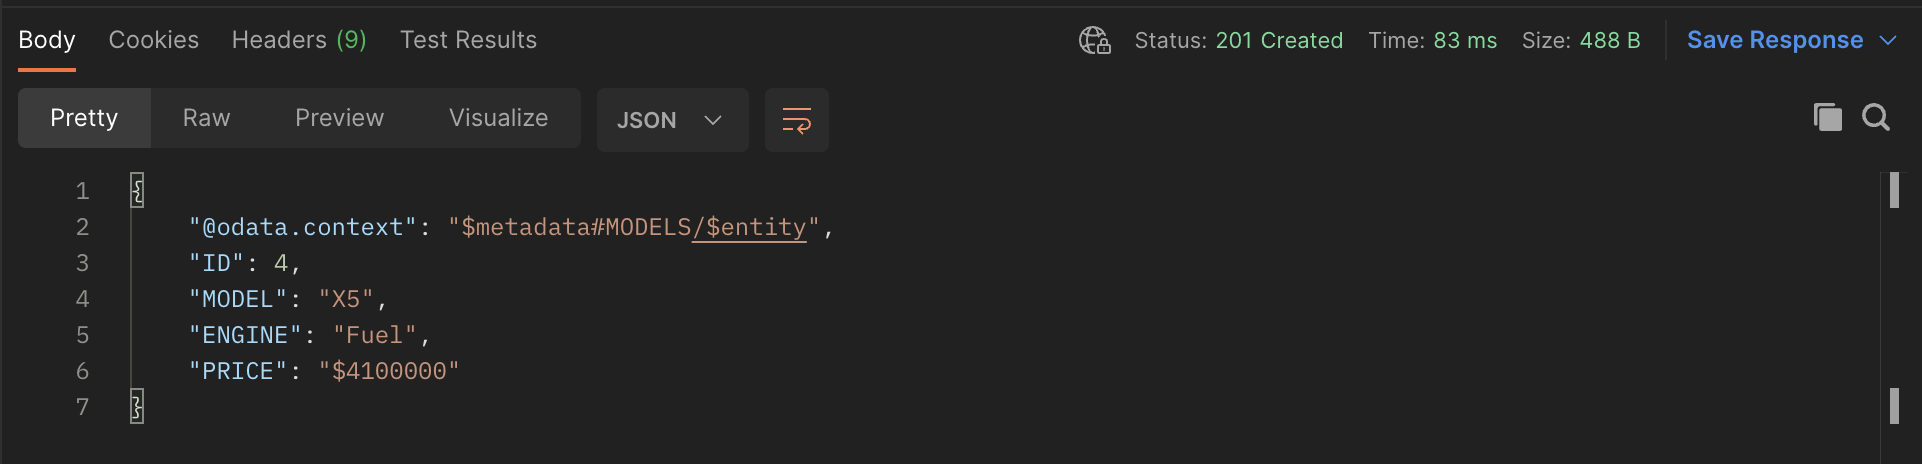 Body Cookies Headers (9) Test Results Status: 201 Created Time: 83 ms Size: 488 B Save Response
Pretty Raw Preview Visualize JSON
1 {
2 "@odata.context": "$metadata#MODELS/$entity",
3 "ID": 4,
4 "MODEL": "X5",
5 "ENGINE": "Fuel",
6 "PRICE": "$4100000"
7 }